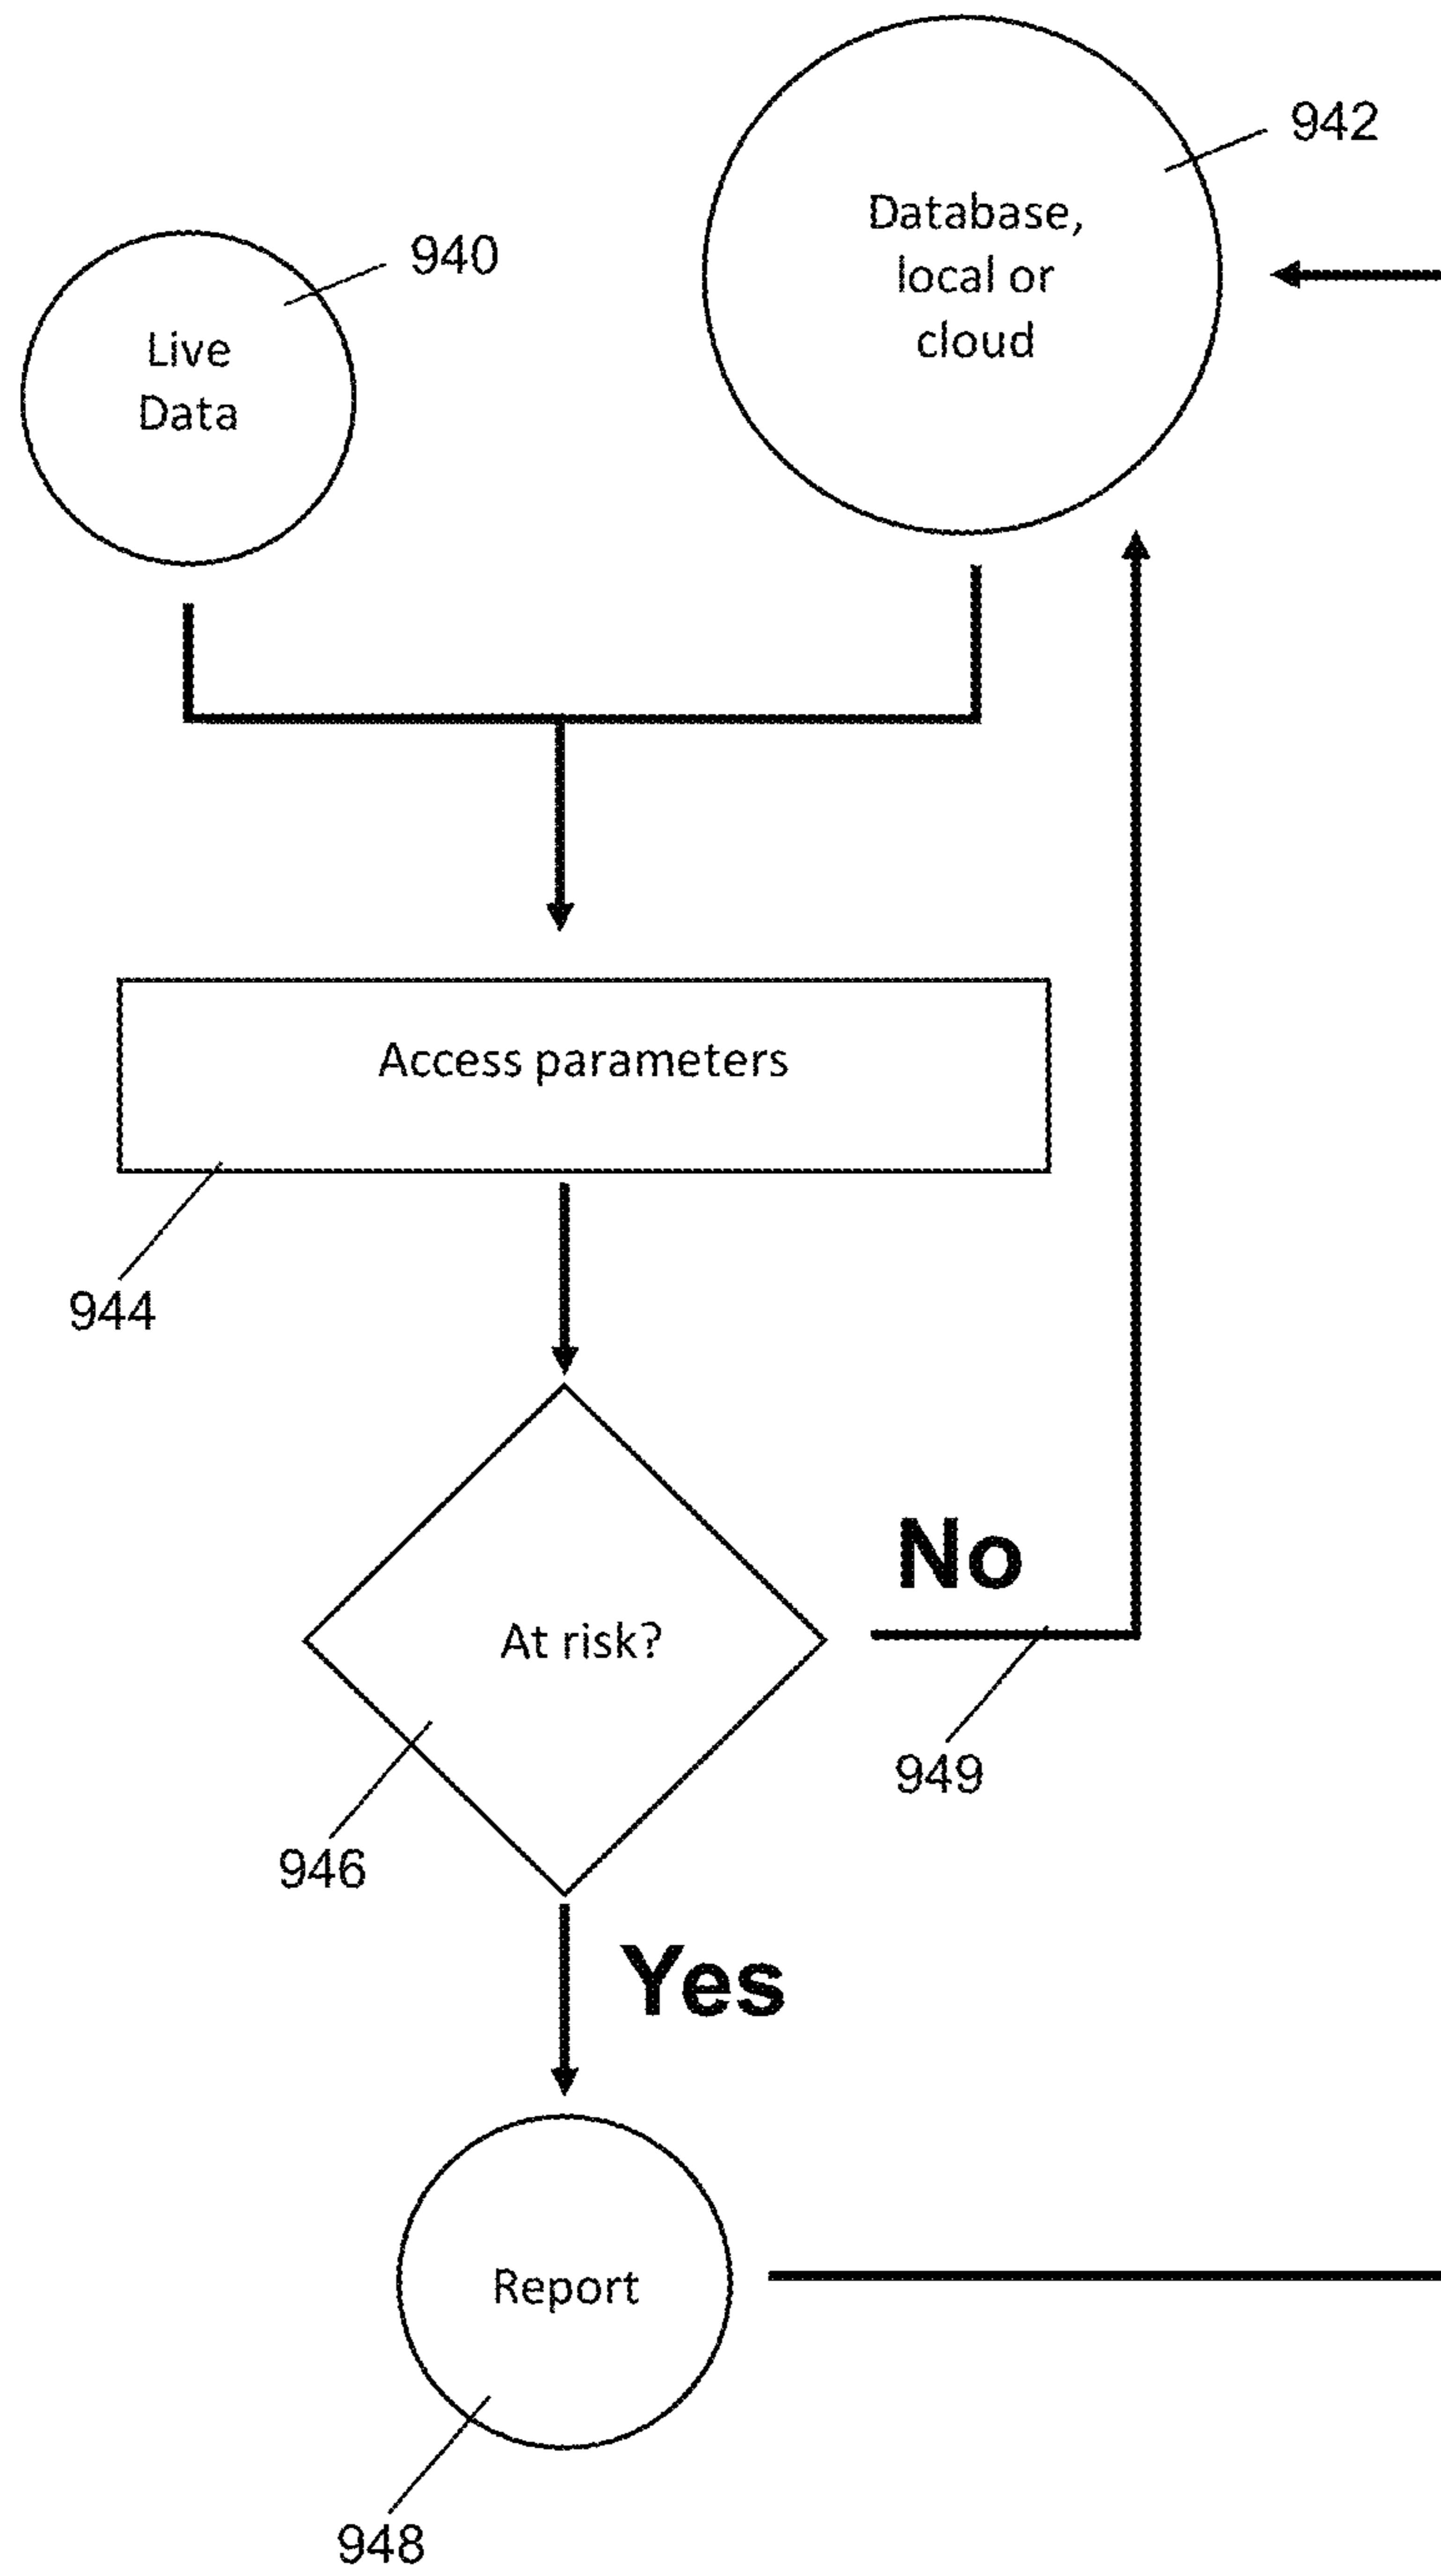 942
Database,
local or
cloud
940
Live
Data
Access parameters
944
No
At risk?
949
946
Yes
Report
948